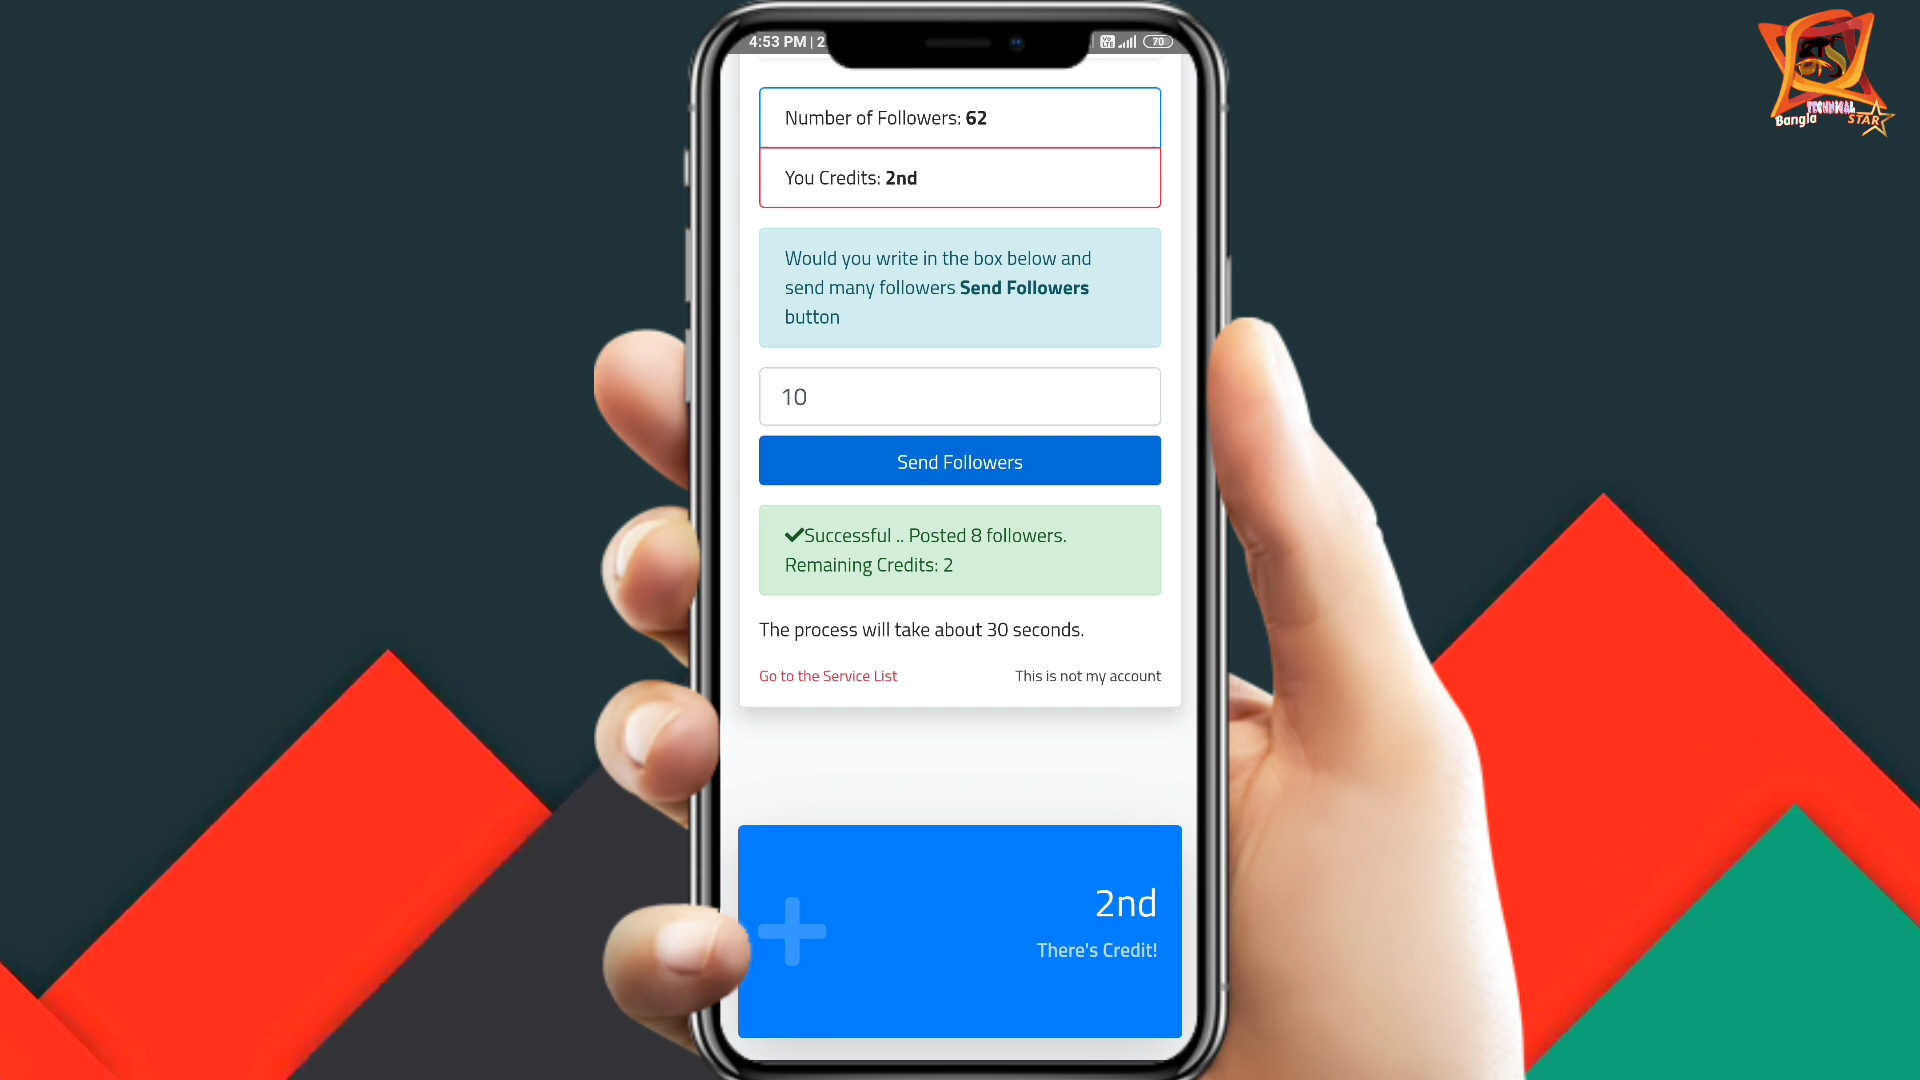 4:53 PM | 2
70
Number of Followers: 62
You Credits: 2nd
Would you write in the box below and
send many followers Send Followers
button
10
Send Followers
Successful .. Posted 8 followers.
Remaining Credits: 2
The process will take about 30 seconds.
Go to the Service List
This is not my account
2nd
There's Credit!
BTS
TECHNICAL
Bangla STAR